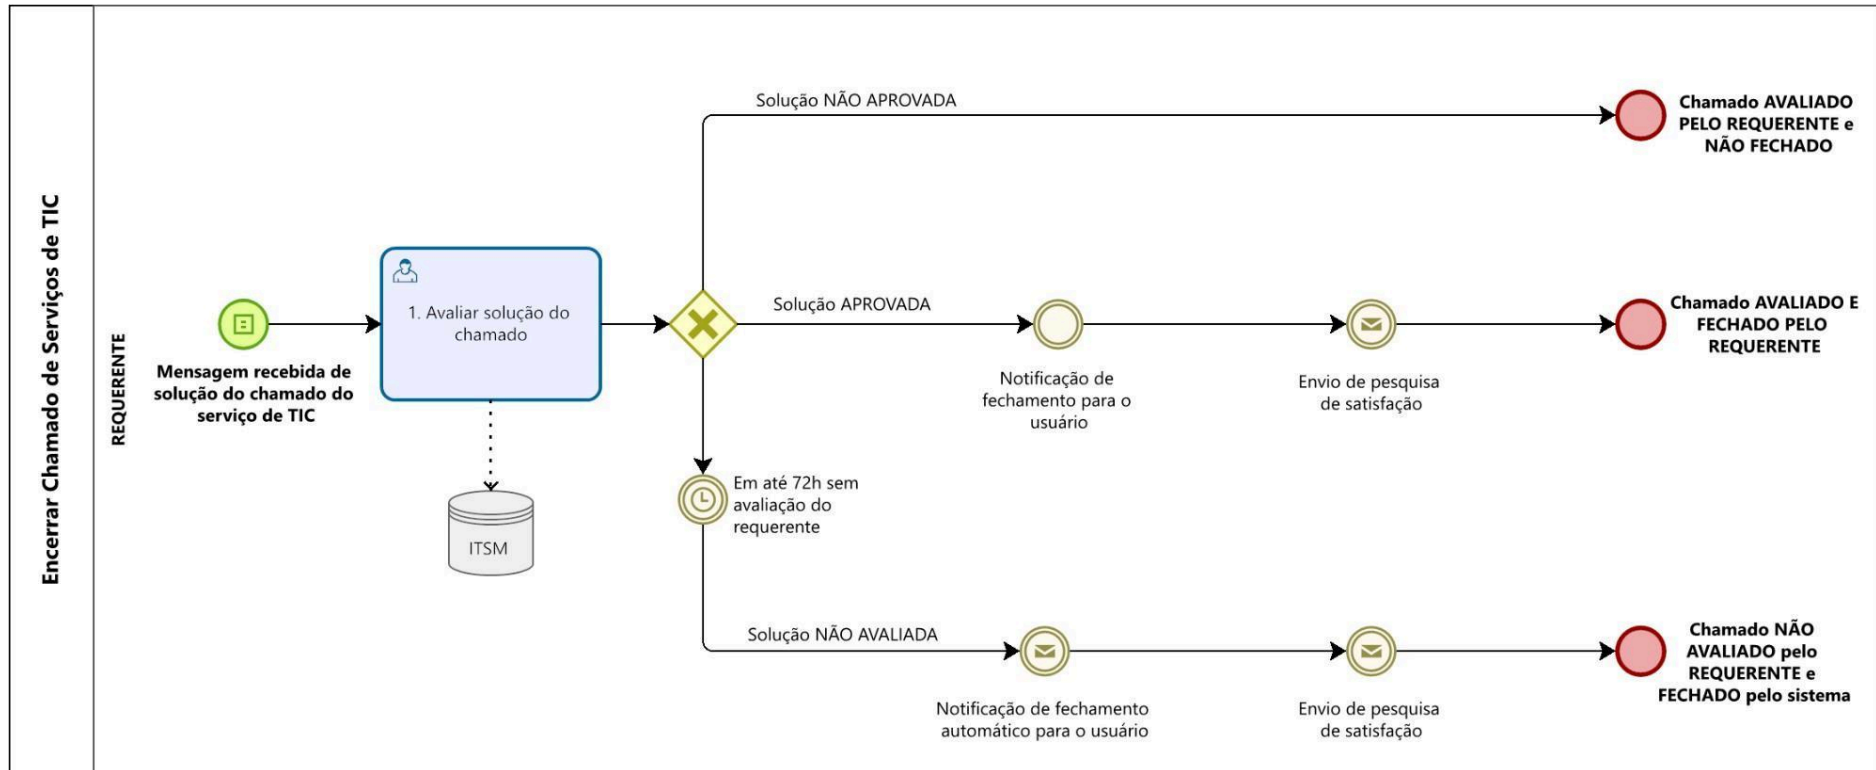 Encerrar Chamado de Serviços de TIC
REQUERENTE
Mensagem recebida de
solução do chamado do
serviço de TIC
1. Avaliar solução do
chamado
ITSM
Solução NÃO APROVADA
Chamado AVALIADO
PELO REQUERENTE e
NÃO FECHADO
Solução APROVADA
Notificação de
fechamento para o
usuário
Envio de pesquisa
de satisfação
Chamado AVALIADO E
FECHADO PELO
REQUERENTE
Em até 72h sem
avaliação do
requerente
Solução NÃO AVALIADA
Notificação de fechamento
automático para o usuário
Envio de pesquisa
de satisfação
Chamado NÃO
AVALIADO pelo
REQUERENTE e
FECHADO pelo sistema